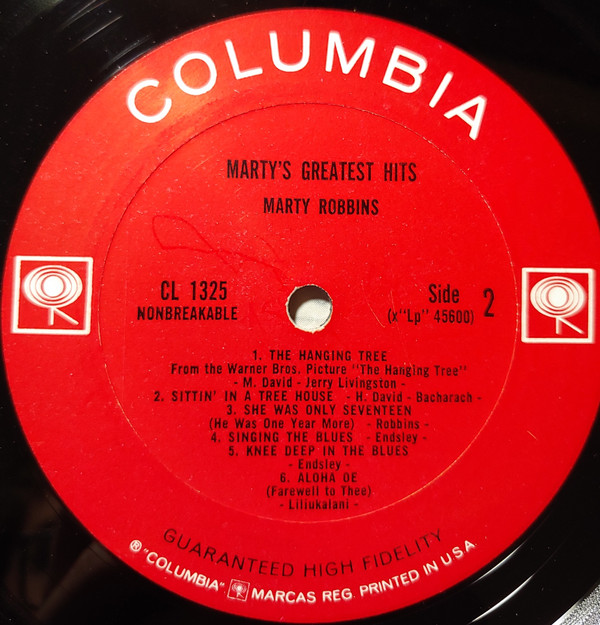 COLUMBIA
MARTY'S GREATEST HITS
MARTY ROBBINS
CL 1325
NONBREAKABLE
Side 2
(x"Lp" 45600)
1. THE HANGING TREE
From the Warner Bros. Picture "The Hanging Tree"
- M. David - Jerry Livingston -
2. SITTIN' IN A TREE HOUSE - H. David - Bacharach -
3. SHE WAS ONLY SEVENTEEN
(He Was One Year More) - Robbins -
4. SINGING THE BLUES - Endsley -
5. KNEE DEEP IN THE BLUES
- Endsley -
6. ALOHA OE
(Farewell to Thee)
- Liliukalani -
GUARANTEED HIGH FIDELITY
® "COLUMBIA", MARCAS REG. PRINTED IN U.S.A.